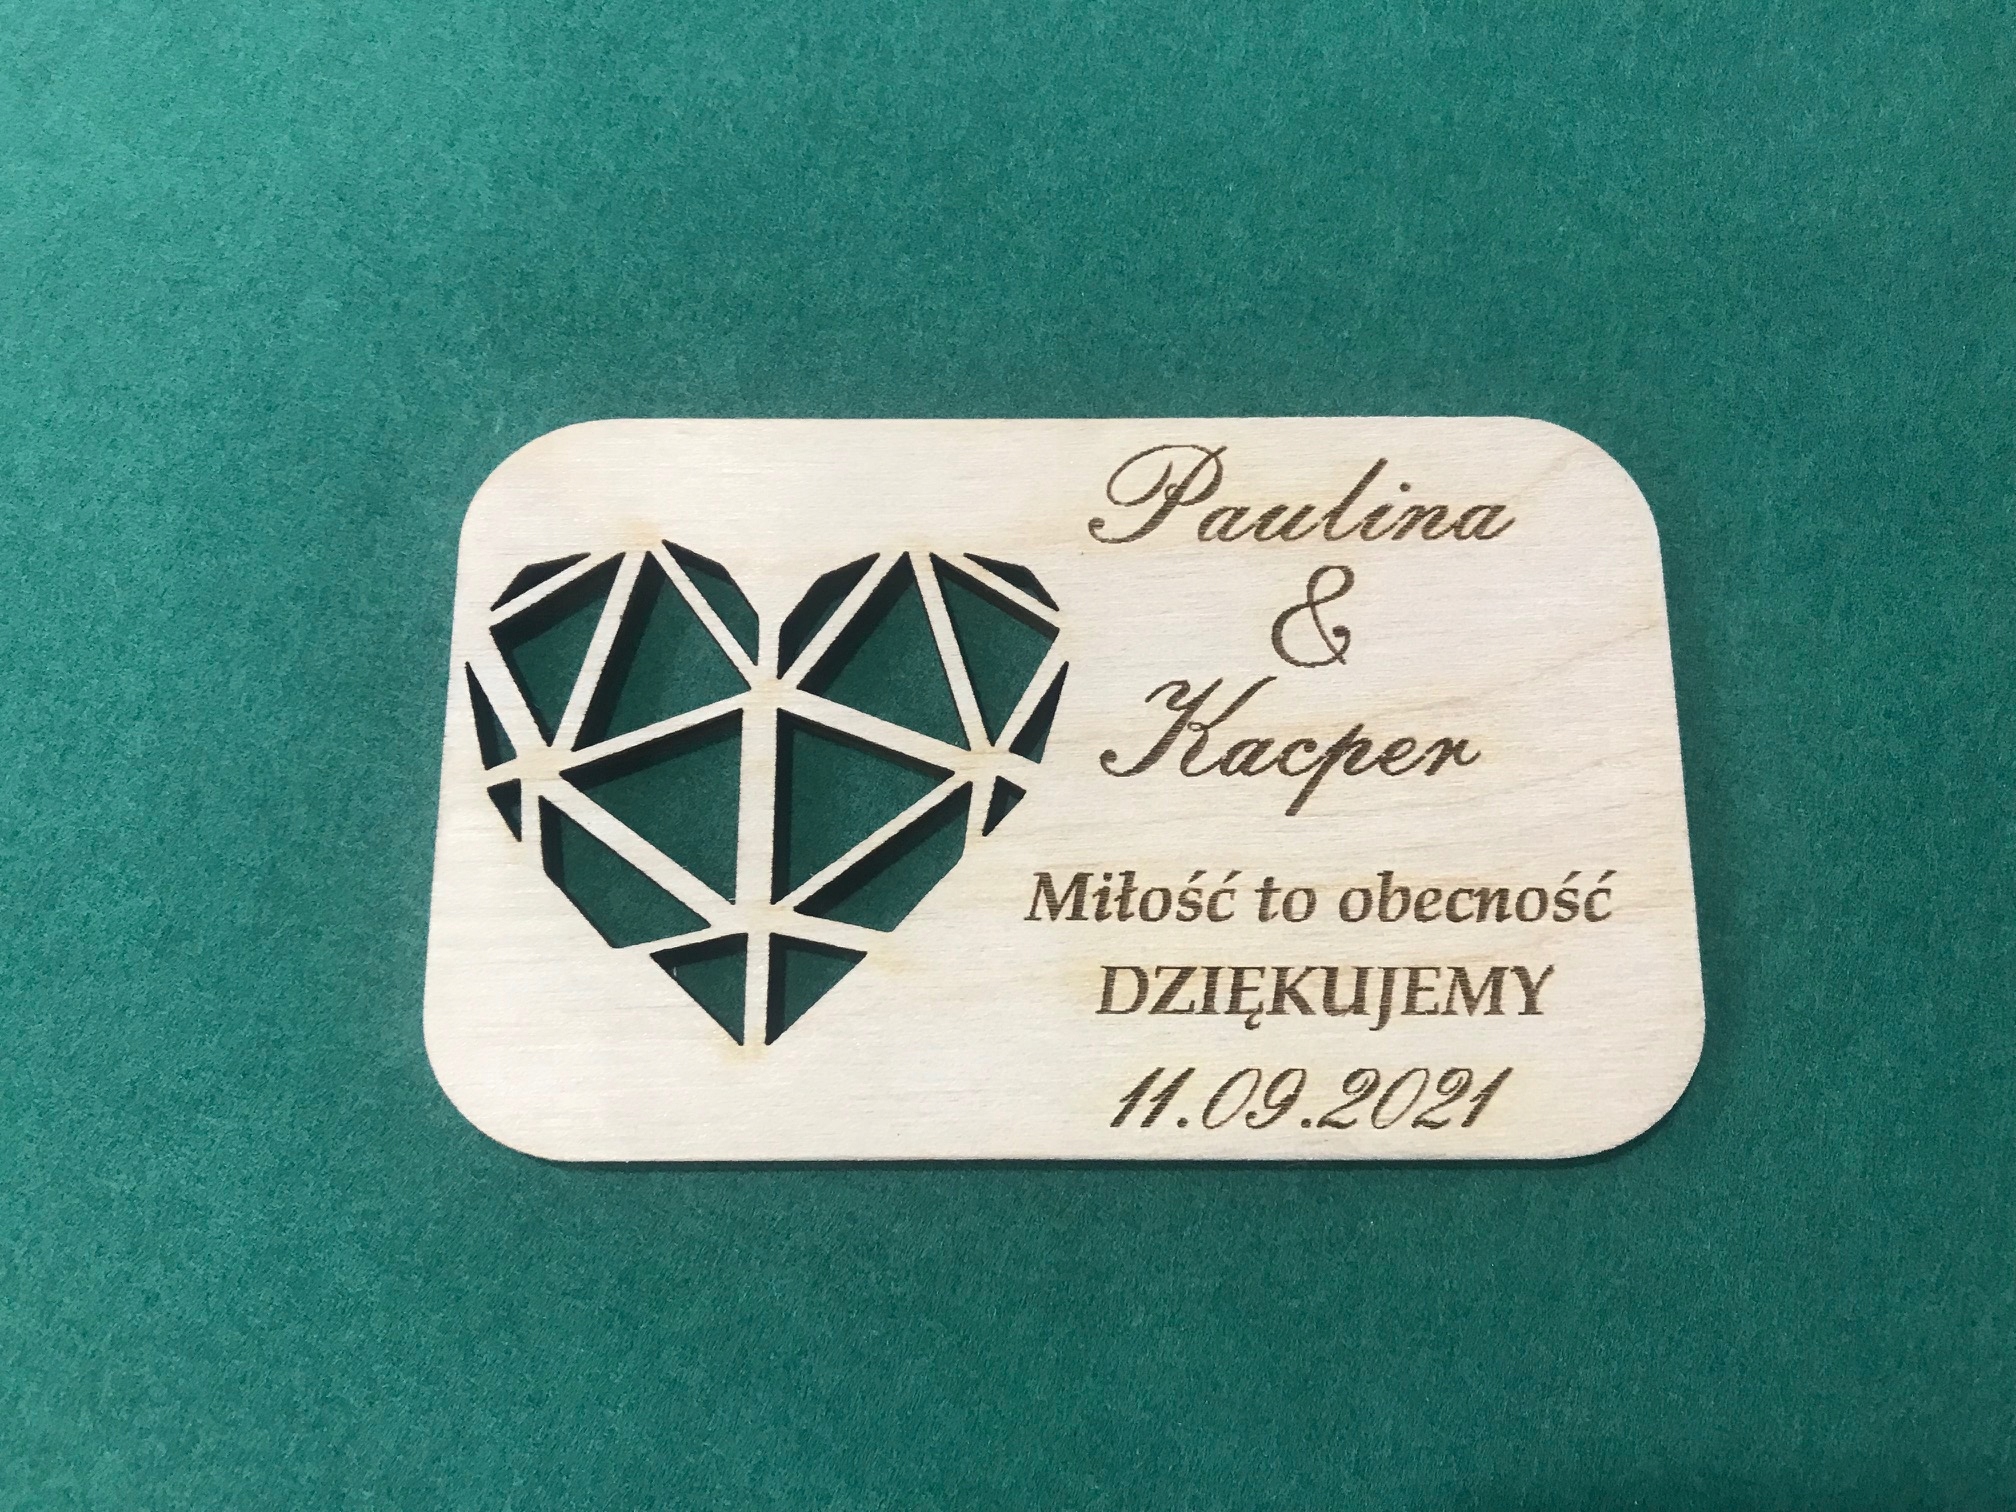 Paulina
&
Kacper
Miłość to obecność
DZIĘKUJEMY
11.09.2021